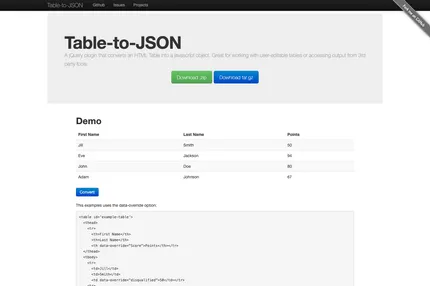 Table-to-JSON Github Issues Projects
Fork me on GitHub
Table-to-JSON
A jQuery plugin that converts an HTML Table into a javascript object. Great for working with user-editable tables or accessing output from 3rd
party tools.
Download .zip Download tar.gz
Demo
First Name Last Name Points
Jill Smith 50
Eve Jackson 94
John Doe 80
Adam Johnson 67
Convert
This examples uses the data-override option:
<table id='example-table'>
<thead>
<tr>
<th>First Name</th>
<th>Last Name</th>
<th data-override="Score">Points</th></tr>
</thead>
<tbody>
<tr>
<td>Jill</td>
<td>Smith</td>
<td data-override="disqualified">50</td></tr>
<tr>